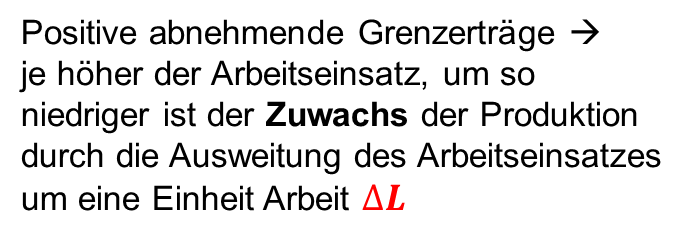 Positive abnehmende Grenzerträge →
je höher der Arbeitseinsatz, um so
niedriger ist der Zuwachs der Produktion
durch die Ausweitung des Arbeitseinsatzes
um eine Einheit Arbeit ΔL